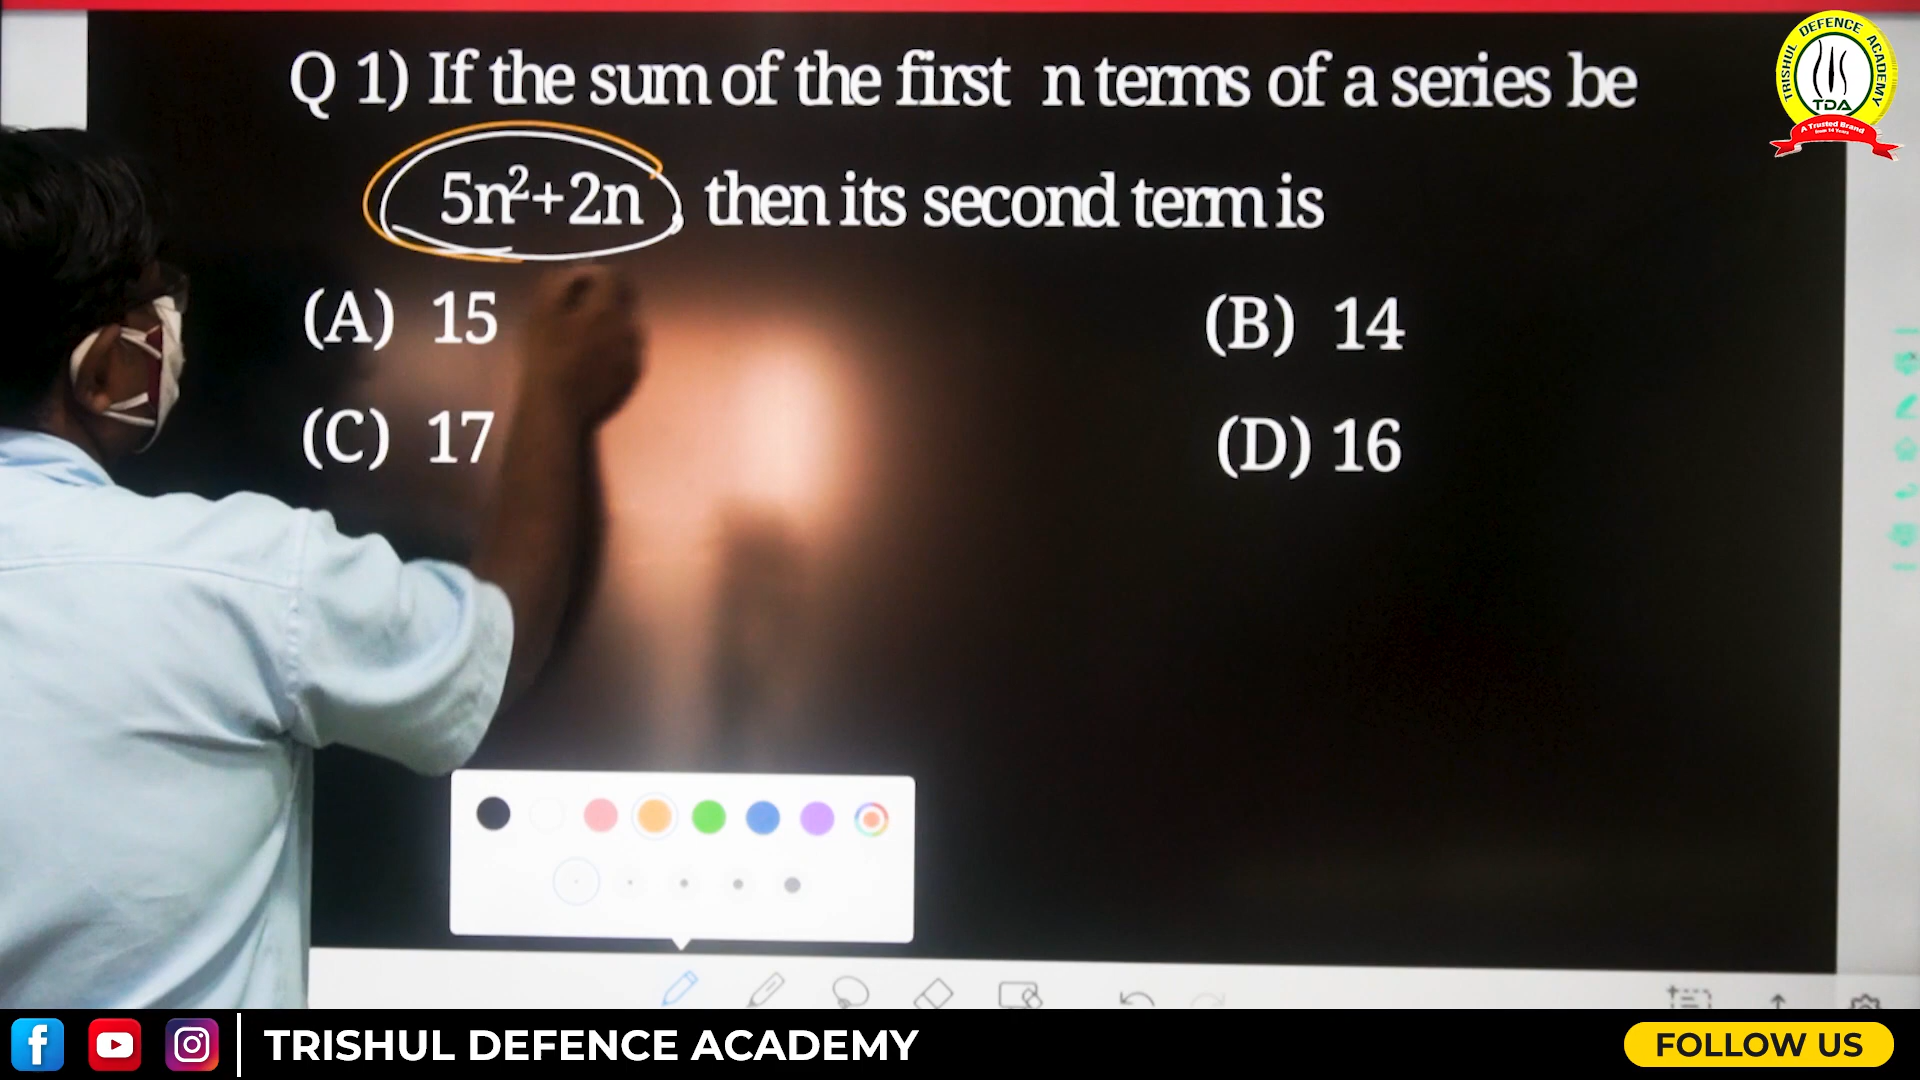 Q 1) If the sum of the first n terms of a series be
5n²+2n, then its second term is
(A) 15
(B) 14
(C) 17
(D) 16
TRISHUL DEFENCE ACADEMY
TDA
A Trusted Brand
TRISHUL DEFENCE ACADEMY
FOLLOW US